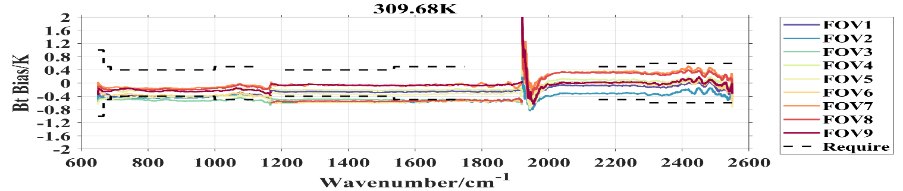 309.68K
Bt Bias/K
2
1.6
1.2
0.8
0.4
0
-0.4
-0.8
-1.2
-1.6
-2
600 800 1000 1200 1400 1600 1800 2000 2200 2400 2600
Wavenumber/cm⁻¹
FOV1
FOV2
FOV3
FOV4
FOV5
FOV6
FOV7
FOV8
FOV9
Require